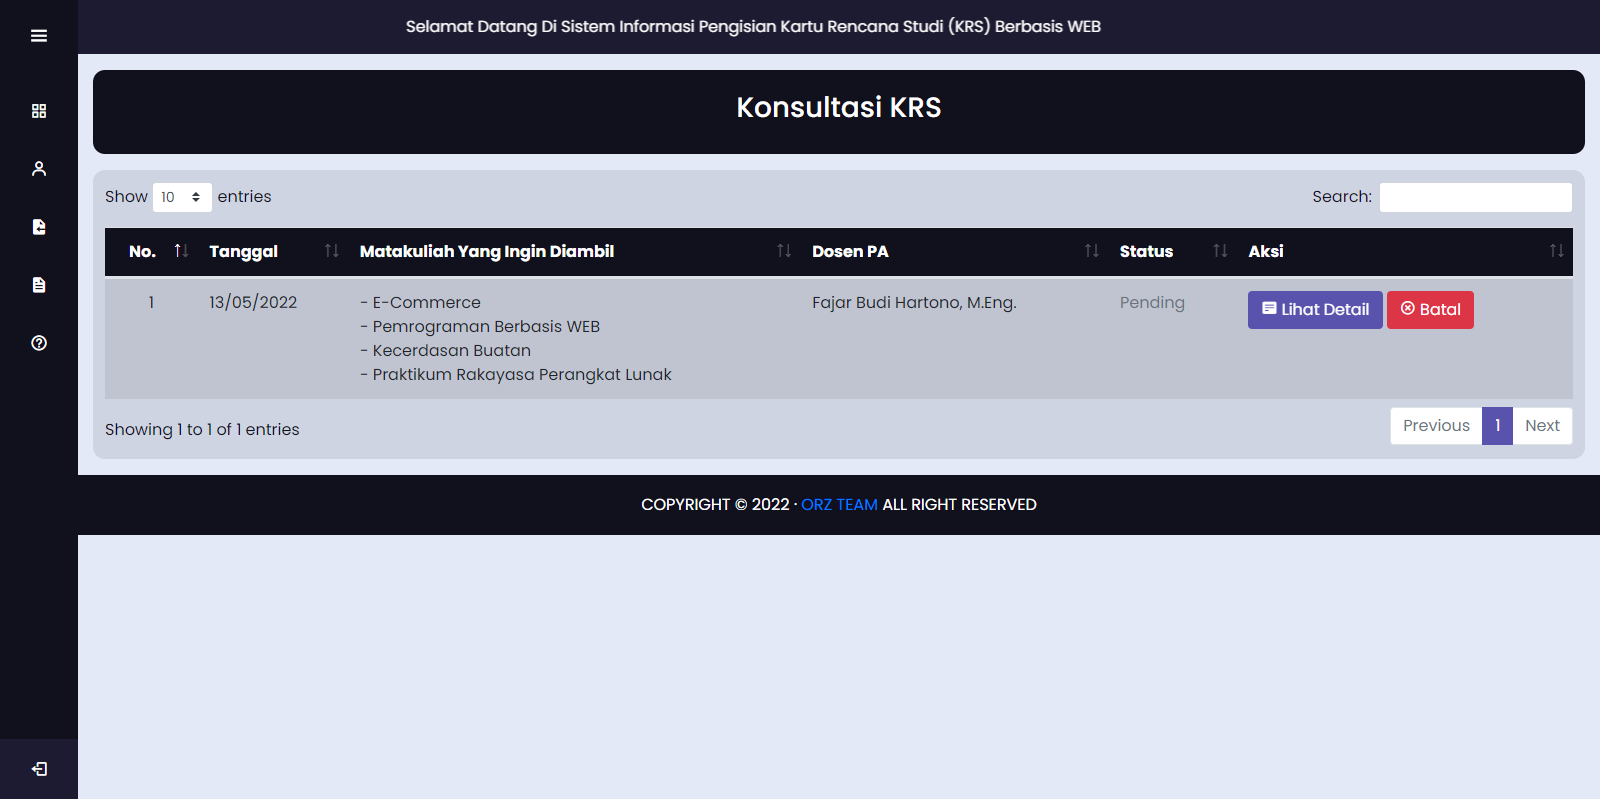 Selamat Datang Di Sistem Informasi Pengisian Kartu Rencana Studi (KRS) Berbasis WEB
Konsultasi KRS
Show 10 entries
Search:
No. Tanggal Matakuliah Yang Ingin Diambil Dosen PA Status Aksi
1 13/05/2022 - E-Commerce Fajar Budi Hartono, M.Eng. Pending Lihat Detail Batal
- Pemrograman Berbasis WEB
- Kecerdasan Buatan
- Praktikum Rakayasa Perangkat Lunak
Showing 1 to 1 of 1 entries
Previous 1 Next
COPYRIGHT © 2022 · ORZ TEAM ALL RIGHT RESERVED